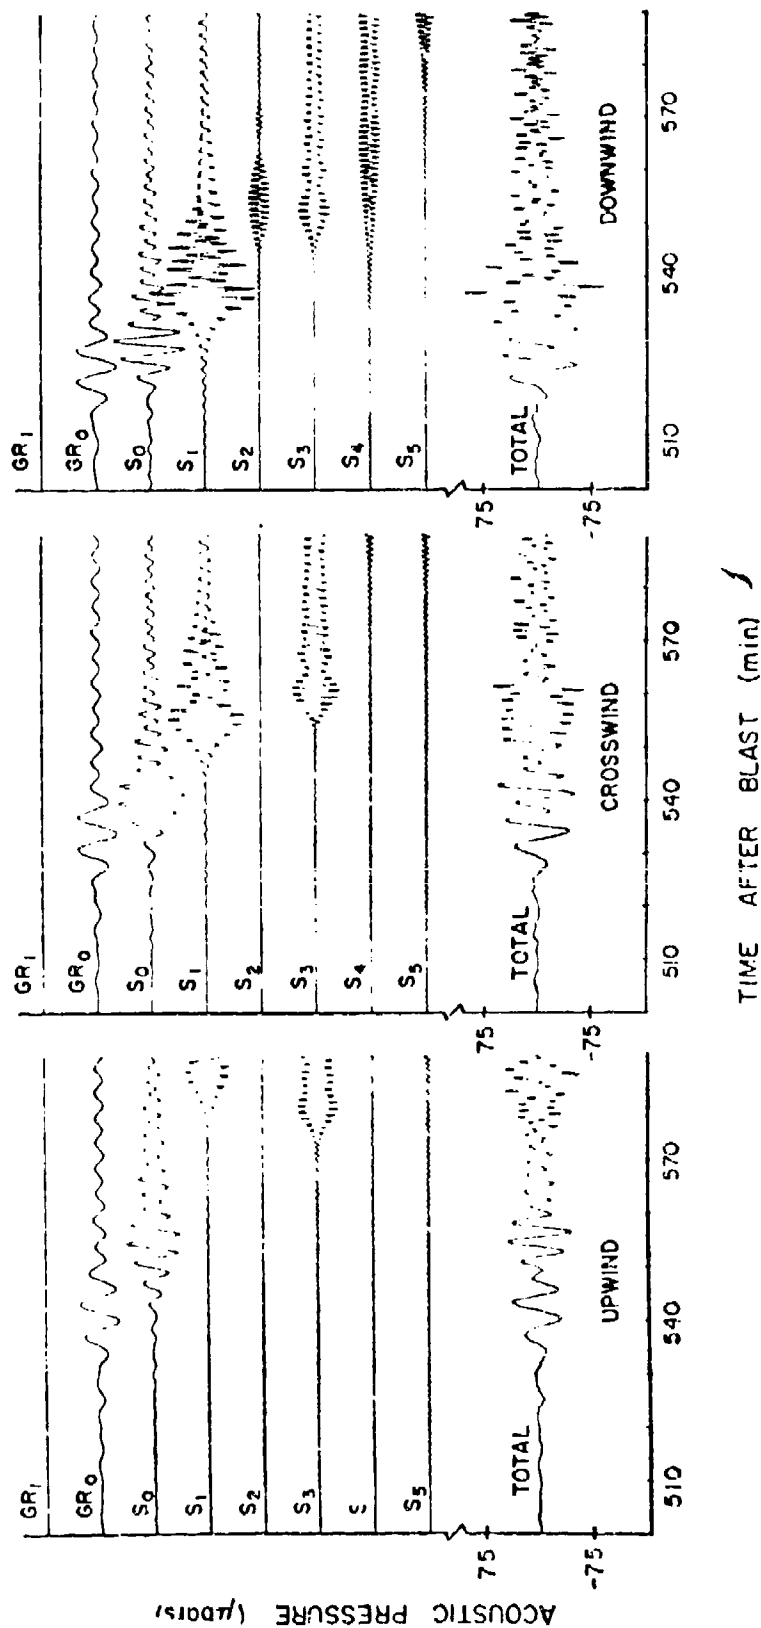 ACOUSTIC PRESSURE (μbars)
GR1
GR0
S0
S1
S2
S3
S
S5
75
TOTAL
-75
UPWIND
510
540
570
GR1
GR0
S0
S1
S2
S3
S4
S5
75
TOTAL
-75
CROSSWIND
510
540
570
GR1
GR0
S0
S1
S2
S3
S4
S5
75
TOTAL
-75
DOWNWIND
510
540
570
TIME AFTER BLAST (min)